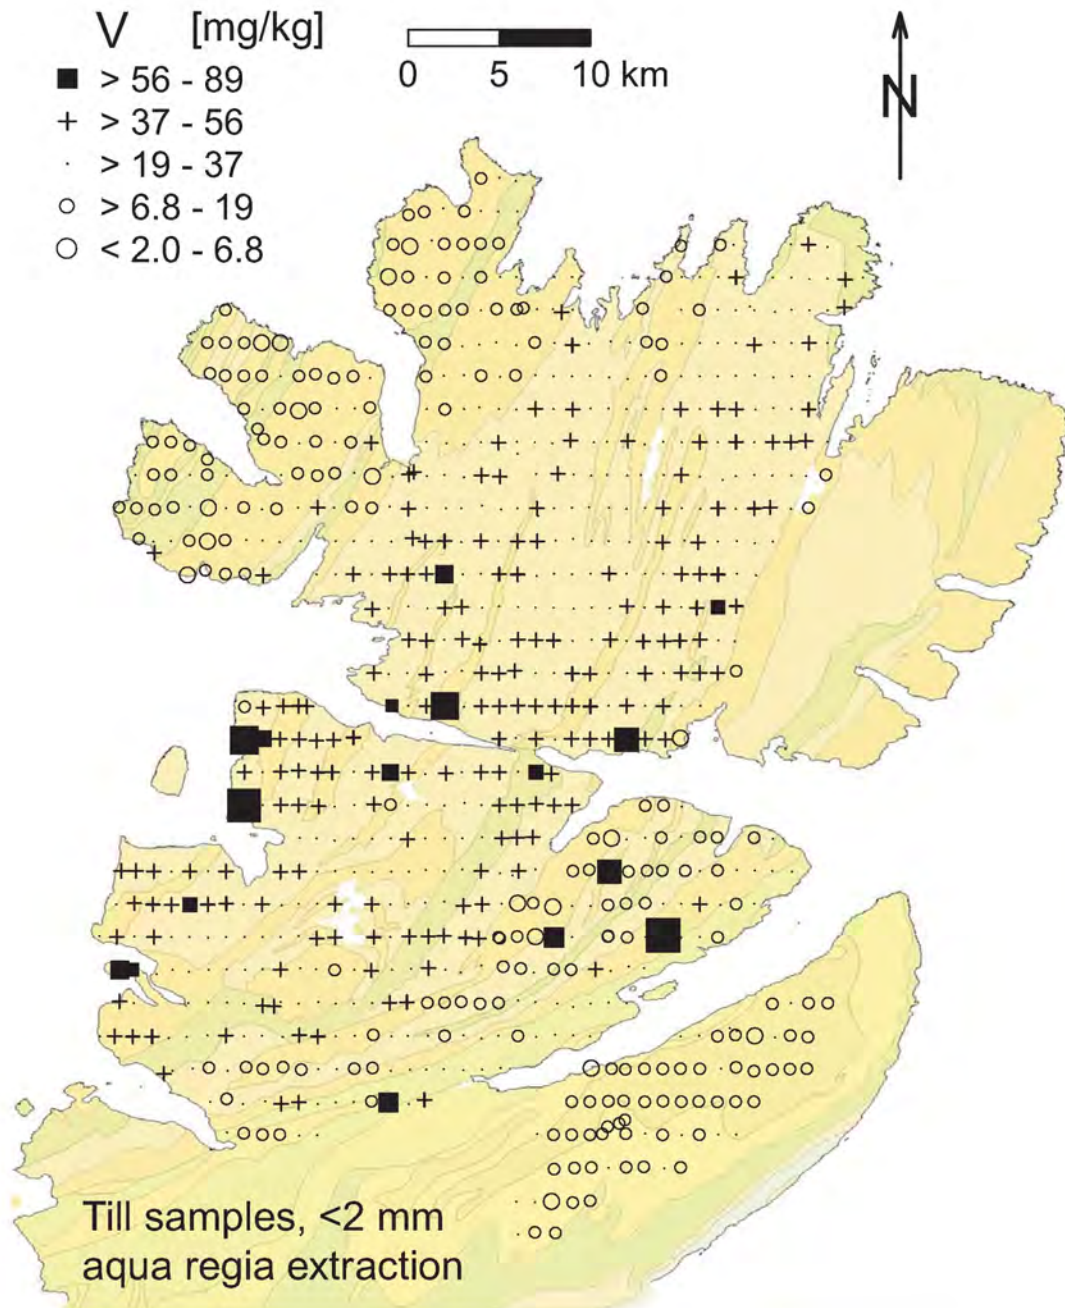 V [mg/kg]
> 56 - 89
> 37 - 56
> 19 - 37
> 6.8 - 19
< 2.0 - 6.8
0 5 10 km
N
Till samples, <2 mm
aqua regia extraction